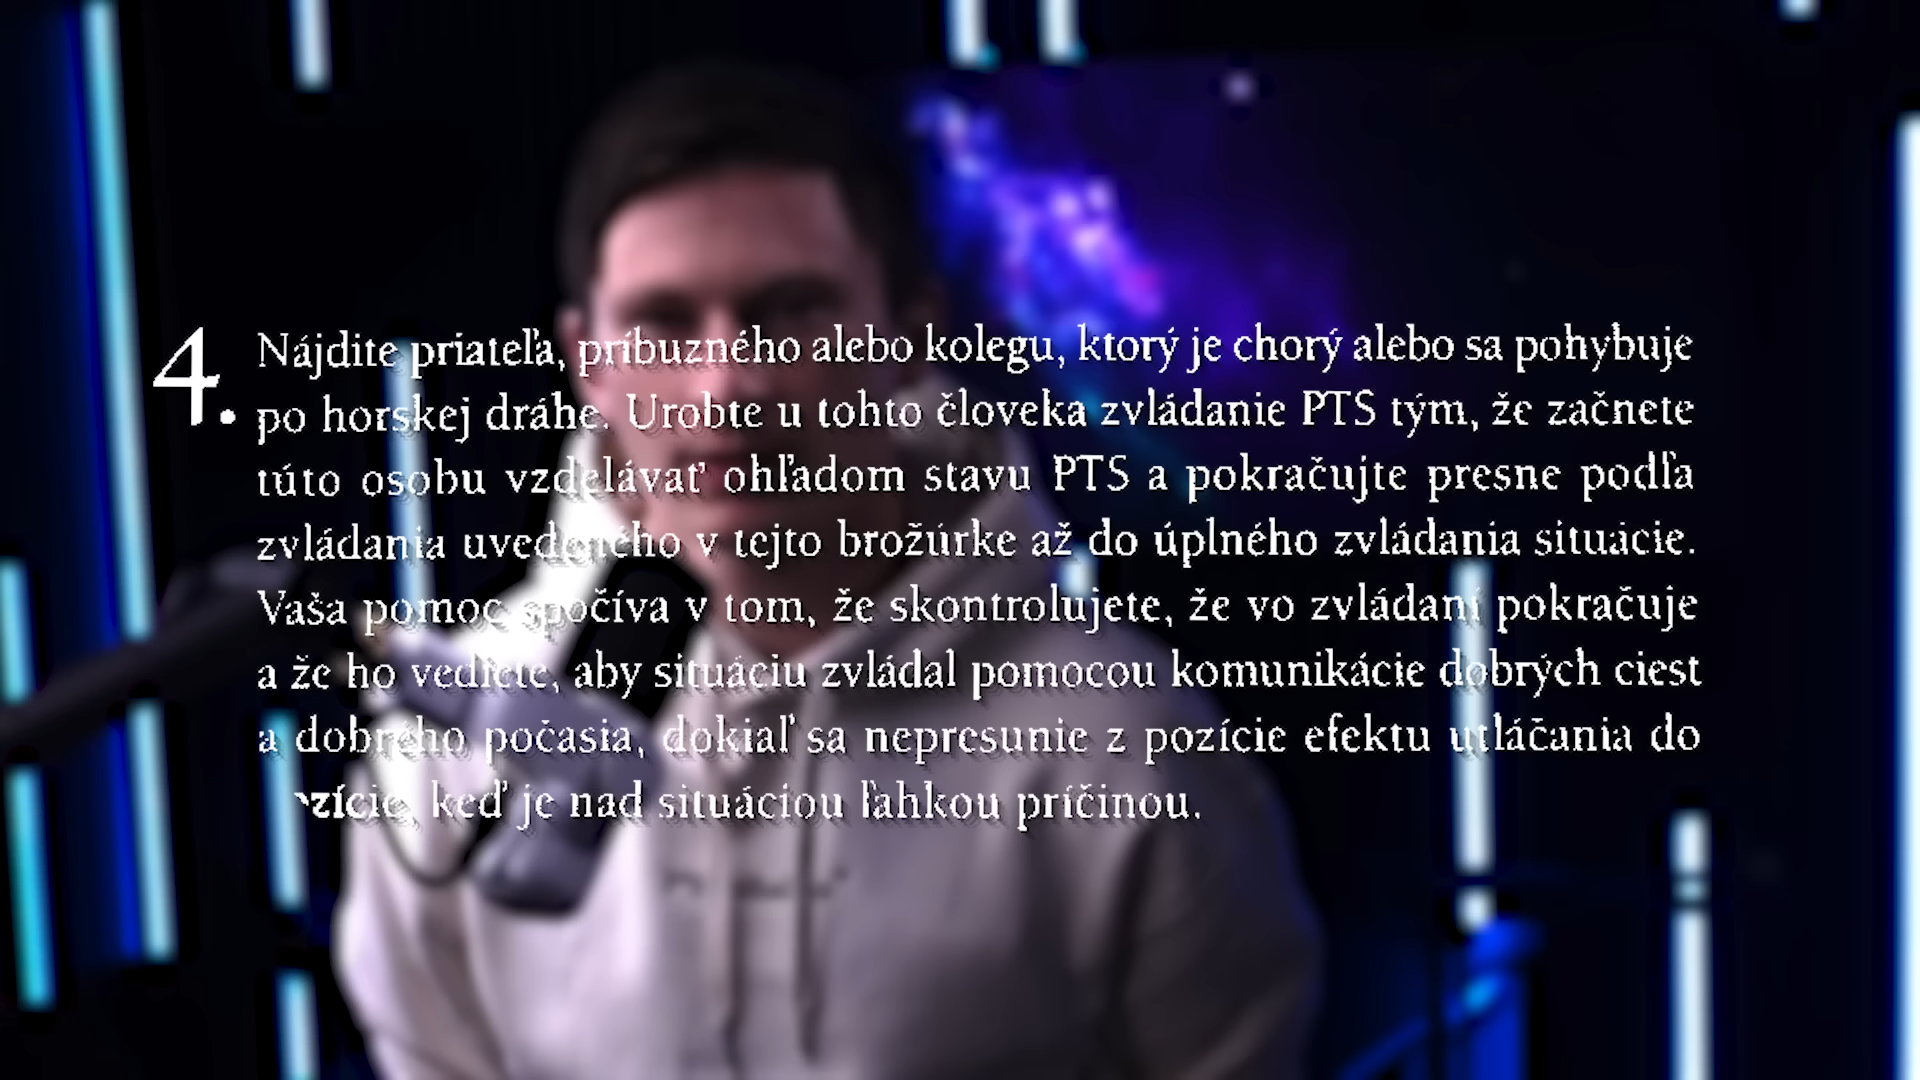 4. Nájdite priateľa, príbuzného alebo kolegu, ktorý je chorý alebo sa pohybuje
po horskej dráhe. Urobte u tohto človeka zvládanie PTS tým, že začnete
túto osobu vzdelávať ohľadom stavu PTS a pokračujte presne podľa
zvládania uvedeného v tejto brožúrke až do úplného zvládania situácie.
Vaša pomoc spočíva v tom, že skontrolujete, že vo zvládaní pokračuje
a že ho vediete, aby situáciu zvládal pomocou komunikácie dobrých ciest
a dobrého počasia, dokiaľ sa nepresunie z pozície efektu utláčania do
keď je nad situáciou ľahkou príčinou.